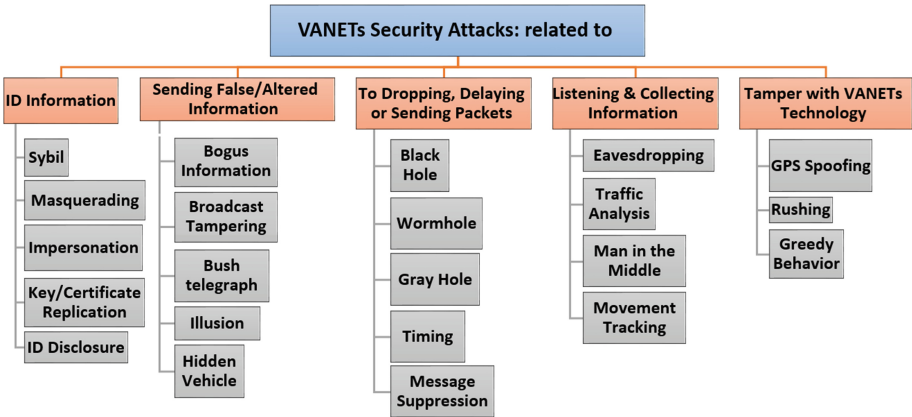 VANETs Security Attacks: related to
ID Information
Sybil
Masquerading
Impersonation
Key/Certificate
Replication
ID Disclosure
Sending False/Altered
Information
Bogus
Information
Broadcast
Tampering
Bush
telegraph
Illusion
Hidden
Vehicle
To Dropping, Delaying
or Sending Packets
Black
Hole
Wormhole
Gray Hole
Timing
Message
Suppression
Listening & Collecting
Information
Eavesdropping
Traffic
Analysis
Man in the
Middle
Movement
Tracking
Tamper with VANETs
Technology
GPS Spoofing
Rushing
Greedy
Behavior